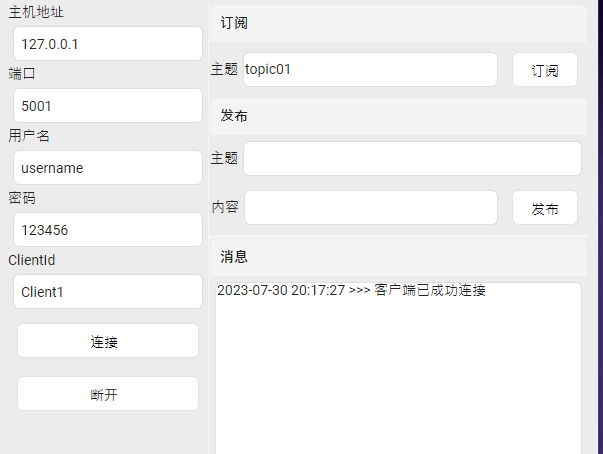 主机地址
127.0.0.1
端口
5001
用户名
username
密码
123456
ClientId
Client1
连接
断开
订阅
主题 topic01 订阅
发布
主题
内容 发布
消息
2023-07-30 20:17:27 >>> 客户端已成功连接